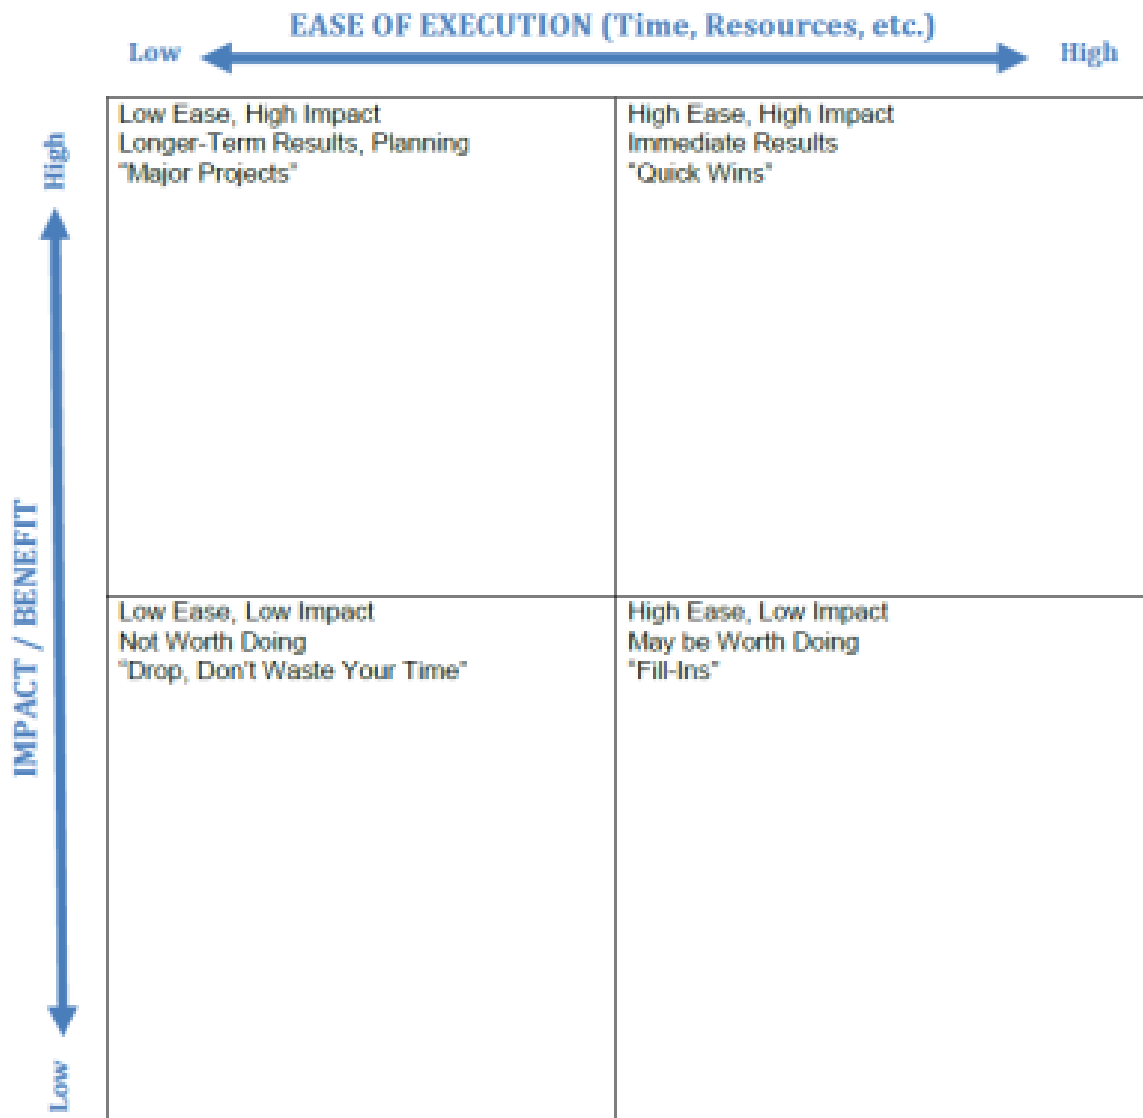 EASE OF EXECUTION (Time, Resources, etc.)
Low
High
High
IMPACT / BENEFIT
Low
Low Ease, High Impact
Longer-Term Results, Planning
"Major Projects"
High Ease, High Impact
Immediate Results
"Quick Wins"
Low Ease, Low Impact
Not Worth Doing
"Drop, Don't Waste Your Time"
High Ease, Low Impact
May be Worth Doing
"Fill-Ins"